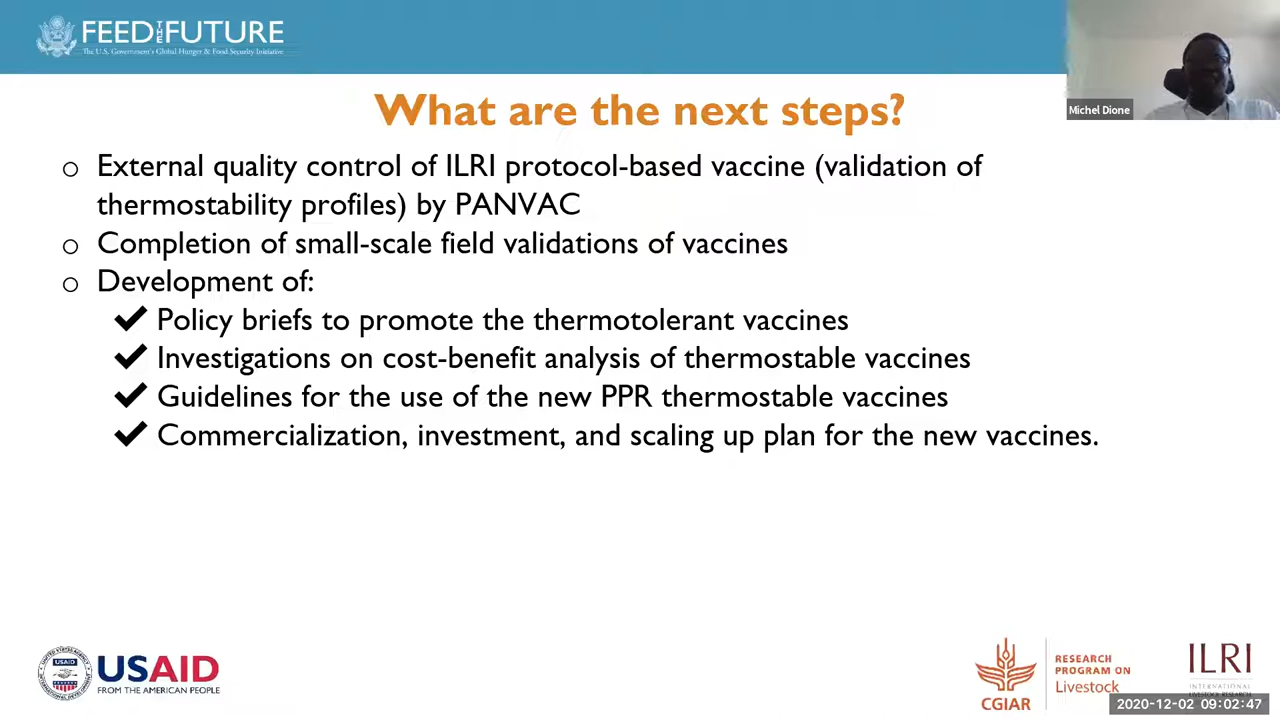 FEED THE FUTURE
The U.S. Government's Global Hunger & Food Security Initiative
Michel Dione
What are the next steps?
o External quality control of ILRI protocol-based vaccine (validation of
thermostability profiles) by PANVAC
o Completion of small-scale field validations of vaccines
o Development of:
✔ Policy briefs to promote the thermotolerant vaccines
✔ Investigations on cost-benefit analysis of thermostable vaccines
✔ Guidelines for the use of the new PPR thermostable vaccines
✔ Commercialization, investment, and scaling up plan for the new vaccines.
USAID
USAID
FROM THE AMERICAN PEOPLE
CGIAR
RESEARCH
PROGRAM ON
Livestock
ILRI
INTERNATIONAL
2020-12-02 09:02:47